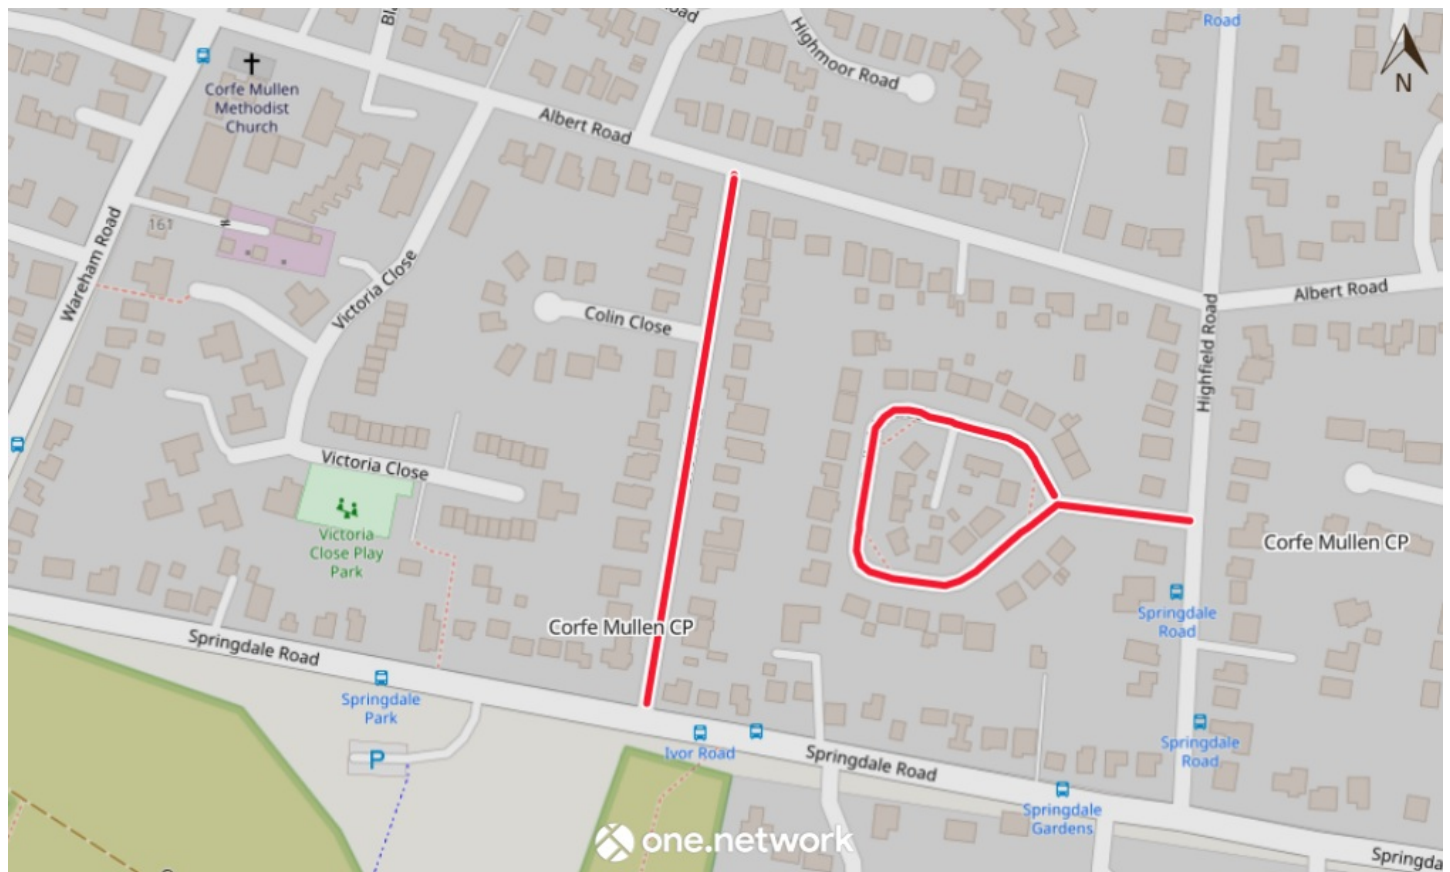 Bl
oad
Road
Highmoor Road
N
Corfe Mullen
Methodist
Church
Albert Road
161
Wareham Road
Victoria Close
Colin Close
Albert Road
Highfield Road
Victoria Close
Victoria
Close Play
Park
Corfe Mullen CP
Corfe Mullen CP
Springdale
Road
Springdale Road
Springdale
Park
P
Ivor Road
Springdale Road
Springdale
Road
Springdale
Gardens
one.network
Springda